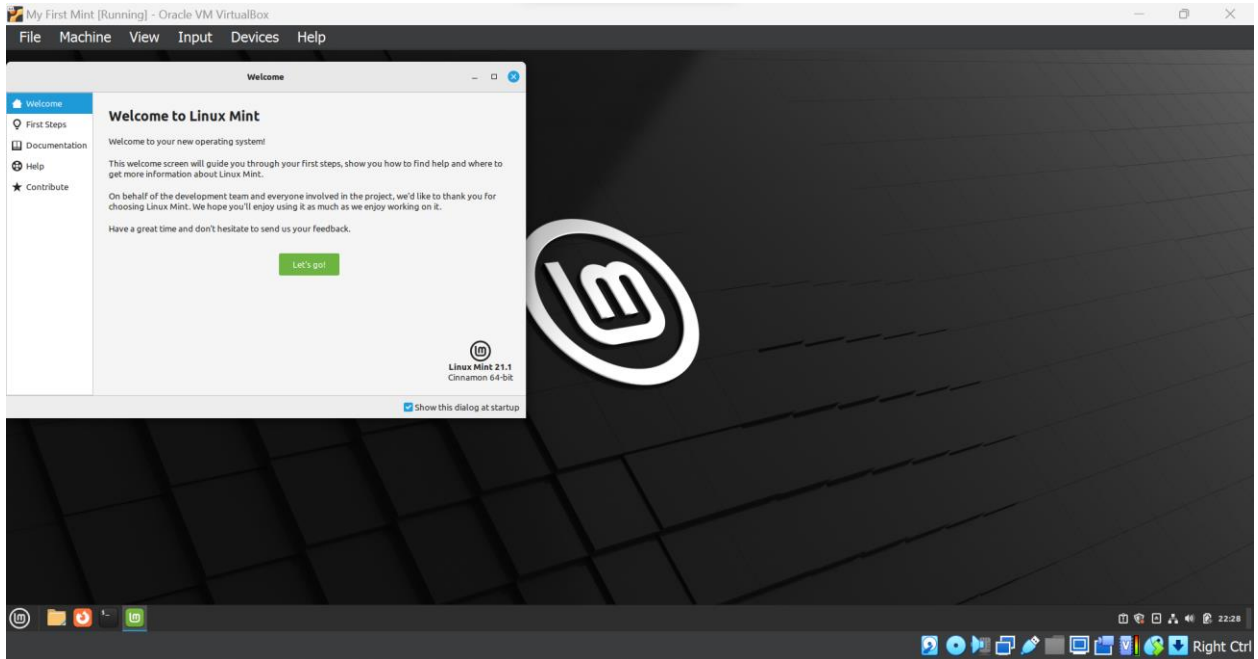 My First Mint [Running] - Oracle VM VirtualBox
File Machine View Input Devices Help
Welcome
Welcome
First Steps
Documentation
Help
Contribute
Welcome to Linux Mint
Welcome to your new operating system!
This welcome screen will guide you through your first steps, show you how to find help and where to
get more information about Linux Mint.
On behalf of the development team and everyone involved in the project, we'd like to thank you for
choosing Linux Mint. We hope you'll enjoy using it as much as we enjoy working on it.
Have a great time and don't hesitate to send us your feedback.
Let's go!
Linux Mint 21.1
Cinnamon 64-bit
Show this dialog at startup
22:28
Right Ctrl